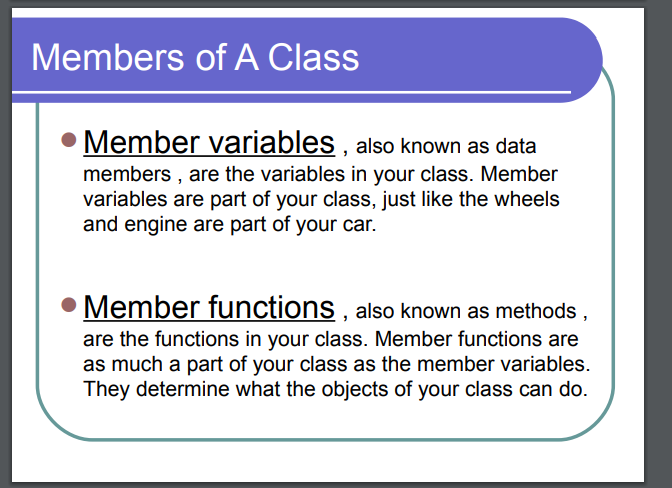 Members of A Class
Member variables , also known as data
members , are the variables in your class. Member
variables are part of your class, just like the wheels
and engine are part of your car.
Member functions , also known as methods ,
are the functions in your class. Member functions are
as much a part of your class as the member variables.
They determine what the objects of your class can do.